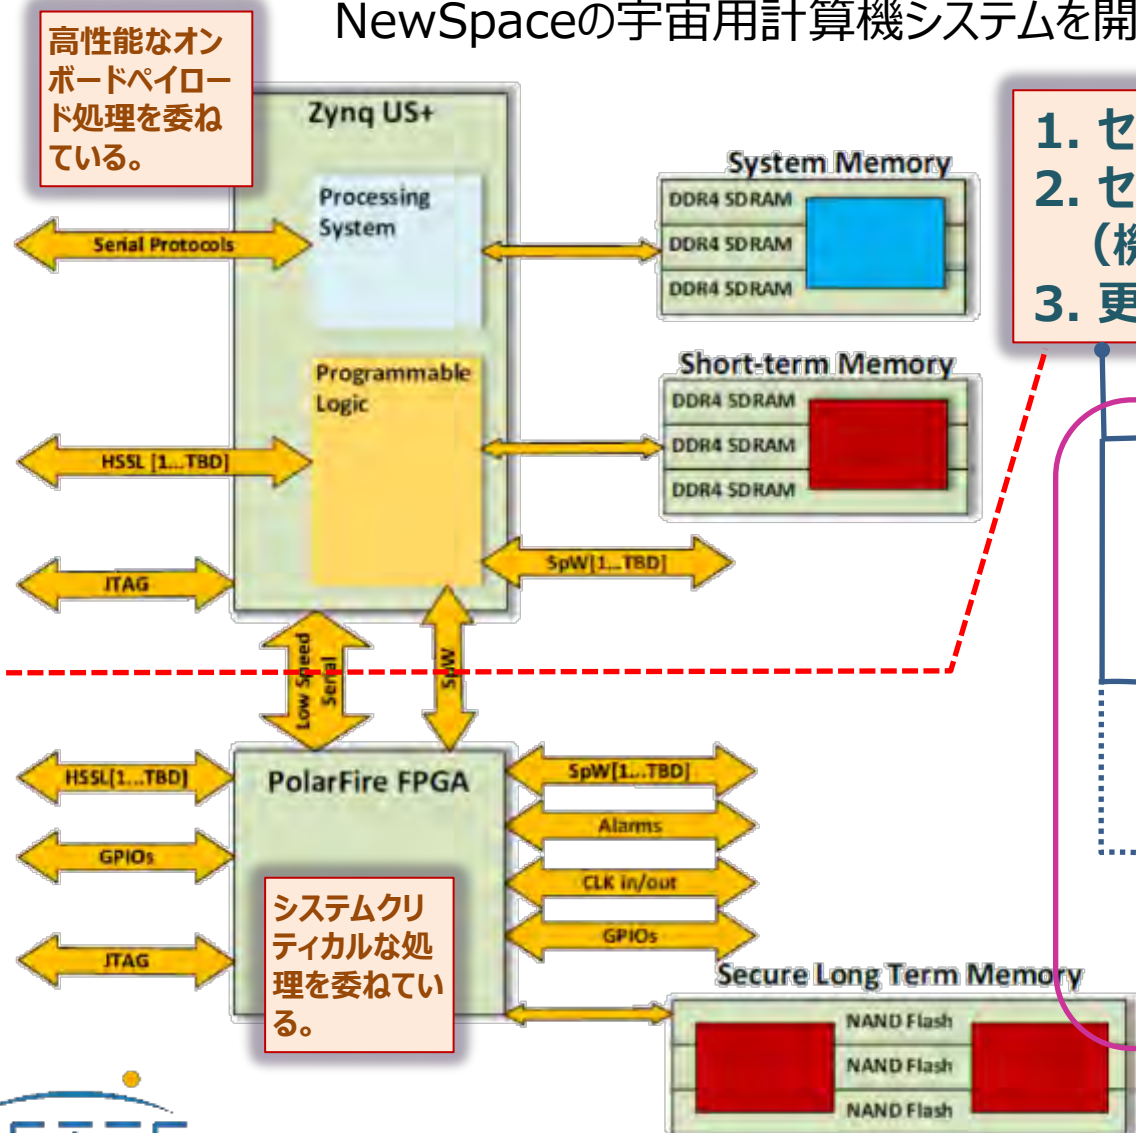 NewSpaceの宇宙用計算機システムを開
高性能なオン
ボードペイロー
ド処理を委ね
ている。
Zynq US+
Processing
System
Programmable
Logic
Serial Protocols
HSSL [1...TBD]
JTAG
SpW[1...TBD]
System Memory
DDR4 SDRAM
DDR4 SDRAM
DDR4 SDRAM
Short-term Memory
DDR4 SDRAM
DDR4 SDRAM
DDR4 SDRAM
1. セ
2. セ
(機
3. 更
Low Speed
Serial
SpW
PolarFire FPGA
HSSL[1...TBD]
GPIOs
JTAG
システムクリ
ティカルな処
理を委ねてい
る。
SpW[1...TBD]
Alarms
CLK in/out
GPIOs
Secure Long Term Memory
NAND Flash
NAND Flash
NAND Flash